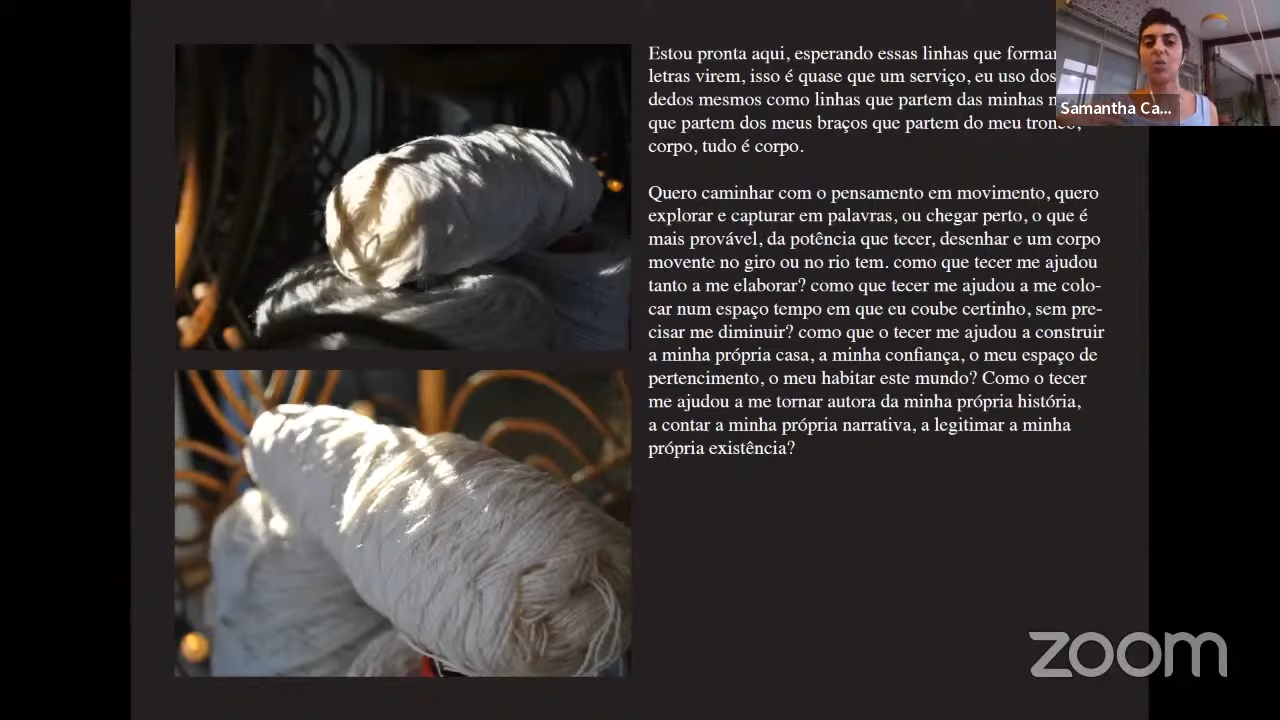 Estou pronta aqui, esperando essas linhas que
letras virem, isso é quase que um serviço, eu uso dos
dedos mesmos como linhas que partem das minhas
que partem dos meus braços que partem do meu tronco,
corpo, tudo é corpo.
Quero caminhar com o pensamento em movimento, quero
explorar e capturar em palavras, ou chegar perto, o que é
mais provável, da potência que tecer, desenhar e um corpo
movente no giro ou no rio tem. como que tecer me ajudou
tanto a me elaborar? como que tecer me ajudou a me colo-
car num espaço tempo em que eu coube certinho, sem pre-
cisar me diminuir? como que o tecer me ajudou a construir
a minha própria casa, a minha confiança, o meu espaço de
pertencimento, o meu habitar este mundo? Como o tecer
me ajudou a me tornar autora da minha própria história,
a contar a minha própria narrativa, a legitimar a minha
própria existência?
Samantha Ca...
zoom